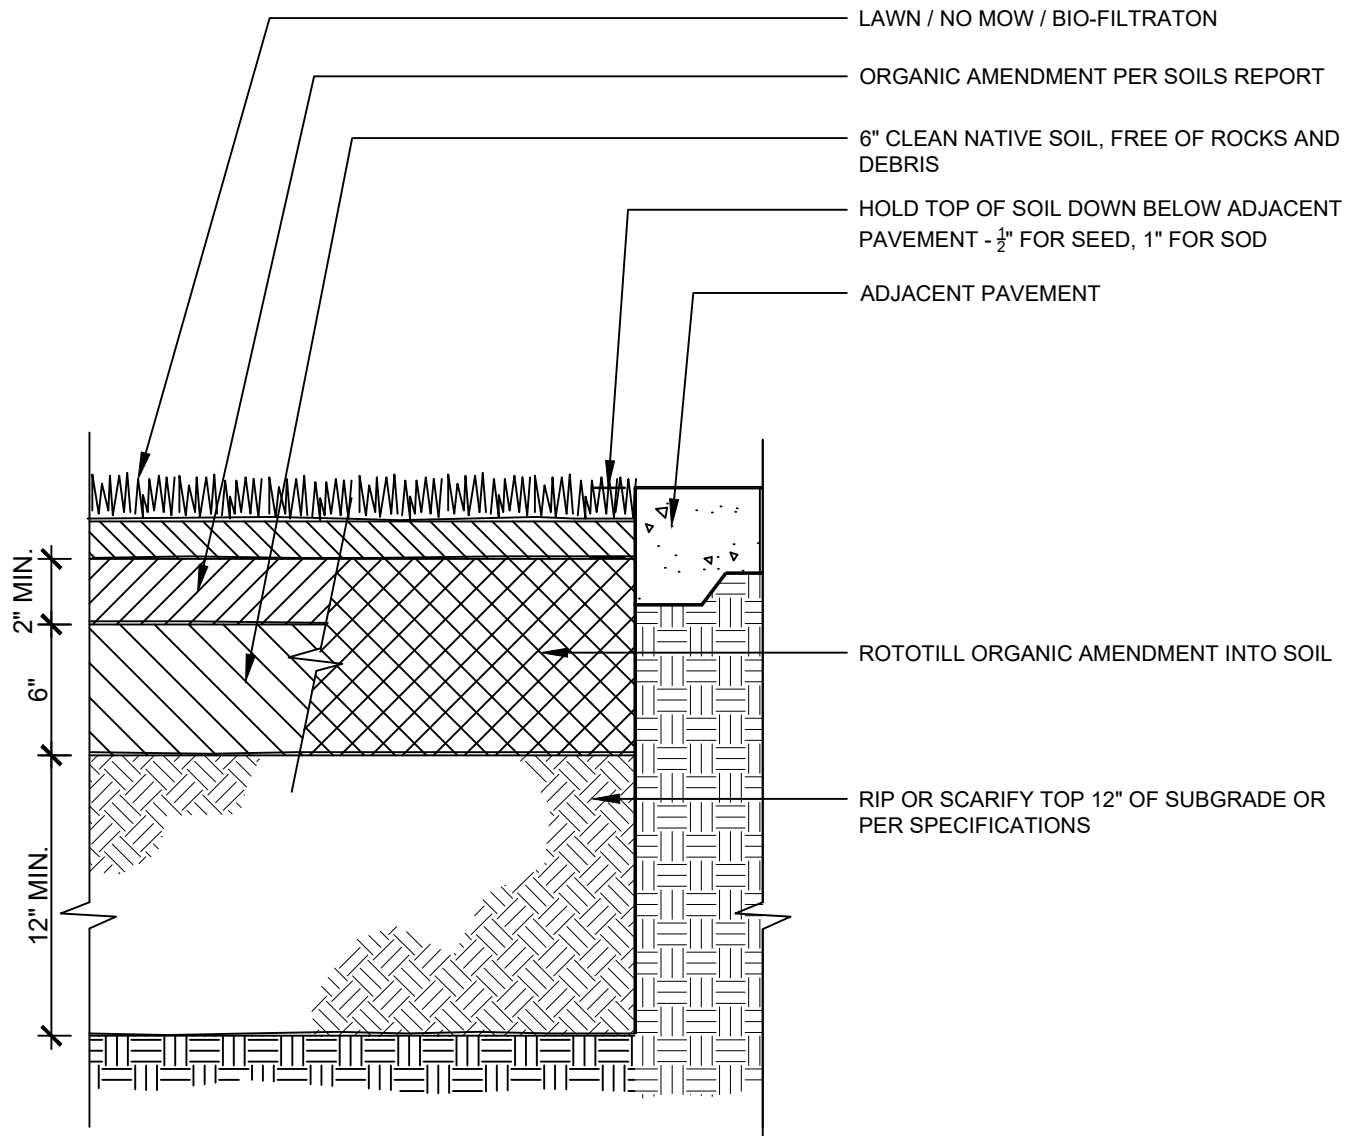 LAWN / NO MOW / BIO-FILTRATON
ORGANIC AMENDMENT PER SOILS REPORT
6" CLEAN NATIVE SOIL, FREE OF ROCKS AND
DEBRIS
HOLD TOP OF SOIL DOWN BELOW ADJACENT
PAVEMENT - ½" FOR SEED, 1" FOR SOD
ADJACENT PAVEMENT
2" MIN.
6"
12" MIN.
ROTOTILL ORGANIC AMENDMENT INTO SOIL
RIP OR SCARIFY TOP 12" OF SUBGRADE OR
PER SPECIFICATIONS